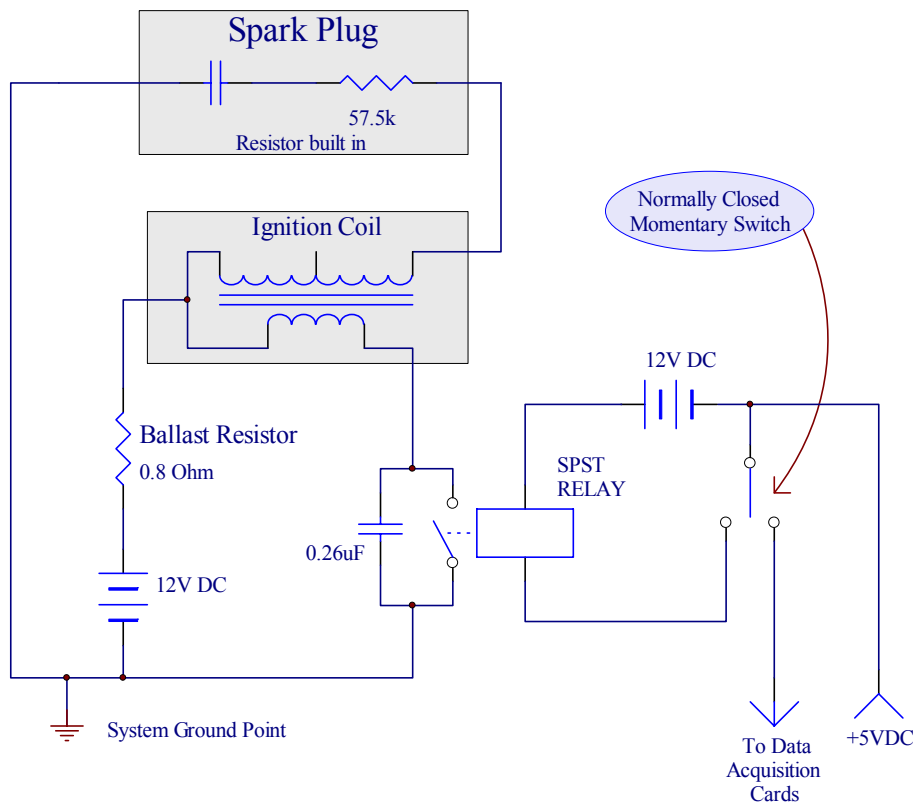 Spark Plug
57.5k
Resistor built in
Ignition Coil
Normally Closed
Momentary Switch
12V DC
Ballast Resistor
0.8 Ohm
SPST
RELAY
0.26uF
12V DC
System Ground Point
To Data
Acquisition
Cards
+5VDC